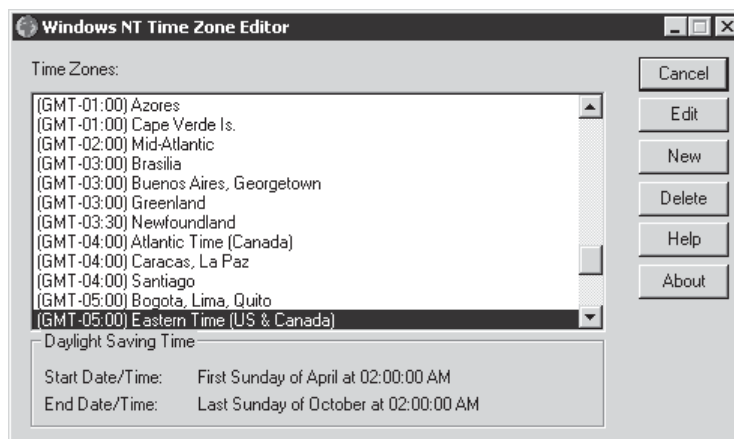 Windows NT Time Zone Editor
Time Zones:
(GMT-01:00) Azores
(GMT-01:00) Cape Verde Is.
(GMT-02:00) Mid-Atlantic
(GMT-03:00) Brasilia
(GMT-03:00) Buenos Aires, Georgetown
(GMT-03:00) Greenland
(GMT-03:30) Newfoundland
(GMT-04:00) Atlantic Time (Canada)
(GMT-04:00) Caracas, La Paz
(GMT-04:00) Santiago
(GMT-05:00) Bogota, Lima, Quito
(GMT-05:00) Eastern Time (US & Canada)
Cancel
Edit
New
Delete
Help
About
Daylight Saving Time
Start Date/Time: First Sunday of April at 02:00:00 AM
End Date/Time: Last Sunday of October at 02:00:00 AM